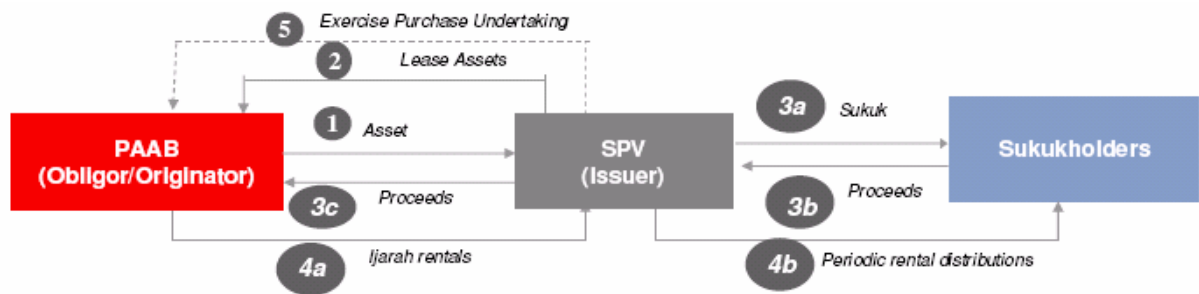 5 Exercise Purchase Undertaking
2 Lease Assets
1 Asset
3a Sukuk
PAAB
(Obligor/Originator)
SPV
(Issuer)
Sukukholders
3c Proceeds
3b Proceeds
4a Ijarah rentals
4b Periodic rental distributions